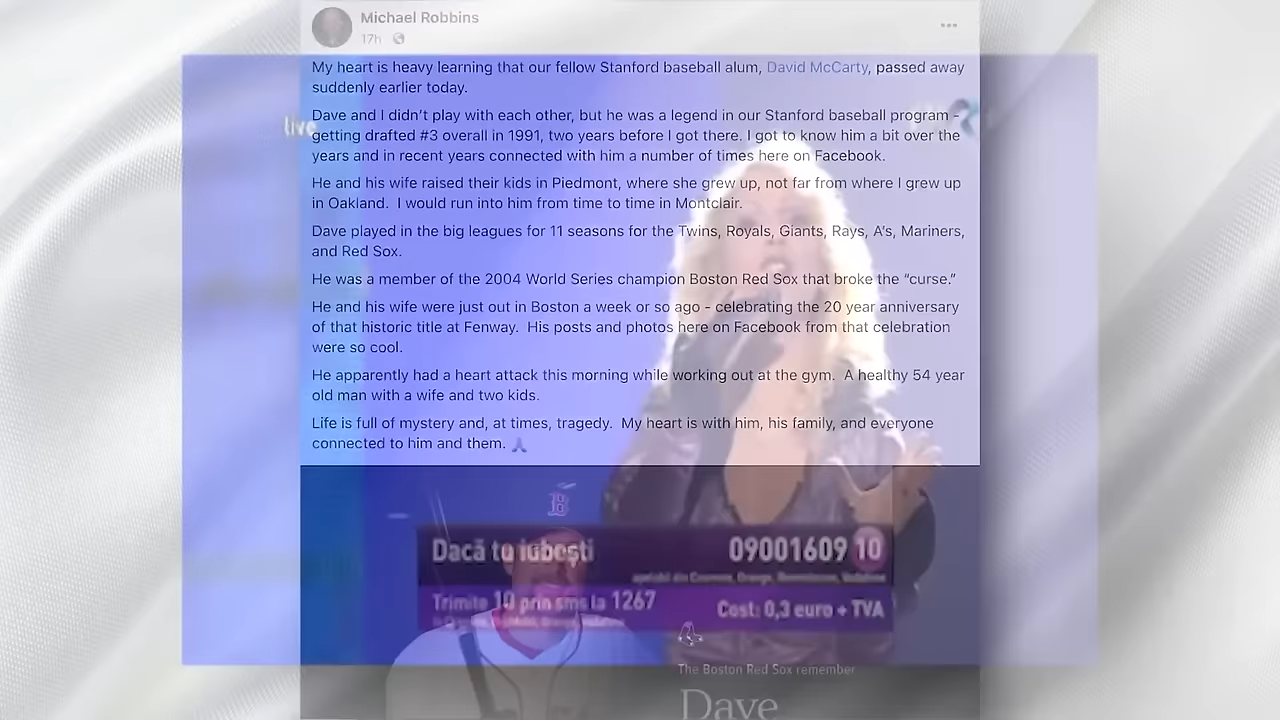 Michael Robbins
17h
My heart is heavy learning that our fellow Stanford baseball alum, David McCarty, passed away
suddenly earlier today.
live
Dave and I didn't play with each other, but he was a legend in our Stanford baseball program -
getting drafted #3 overall in 1991, two years before I got there. I got to know him a bit over the
years and in recent years connected with him a number of times here on Facebook.
He and his wife raised their kids in Piedmont, where she grew up, not far from where I grew up
in Oakland.  I would run into him from time to time in Montclair.
Dave played in the big leagues for 11 seasons for the Twins, Royals, Giants, Rays, A's, Mariners,
and Red Sox.
He was a member of the 2004 World Series champion Boston Red Sox that broke the “curse.”
He and his wife were just out in Boston a week or so ago - celebrating the 20 year anniversary
of that historic title at Fenway.  His posts and photos here on Facebook from that celebration
were so cool.
He apparently had a heart attack this morning while working out at the gym.  A healthy 54 year
old man with a wife and two kids.
Life is full of mystery and, at times, tragedy.  My heart is with him, his family, and everyone
connected to him and them.
B
Dacă tu iubești 09001609 10
Trimite 10 prin sms la 1267 Cost: 0,3 euro + TVA
The Boston Red Sox remember
Dave